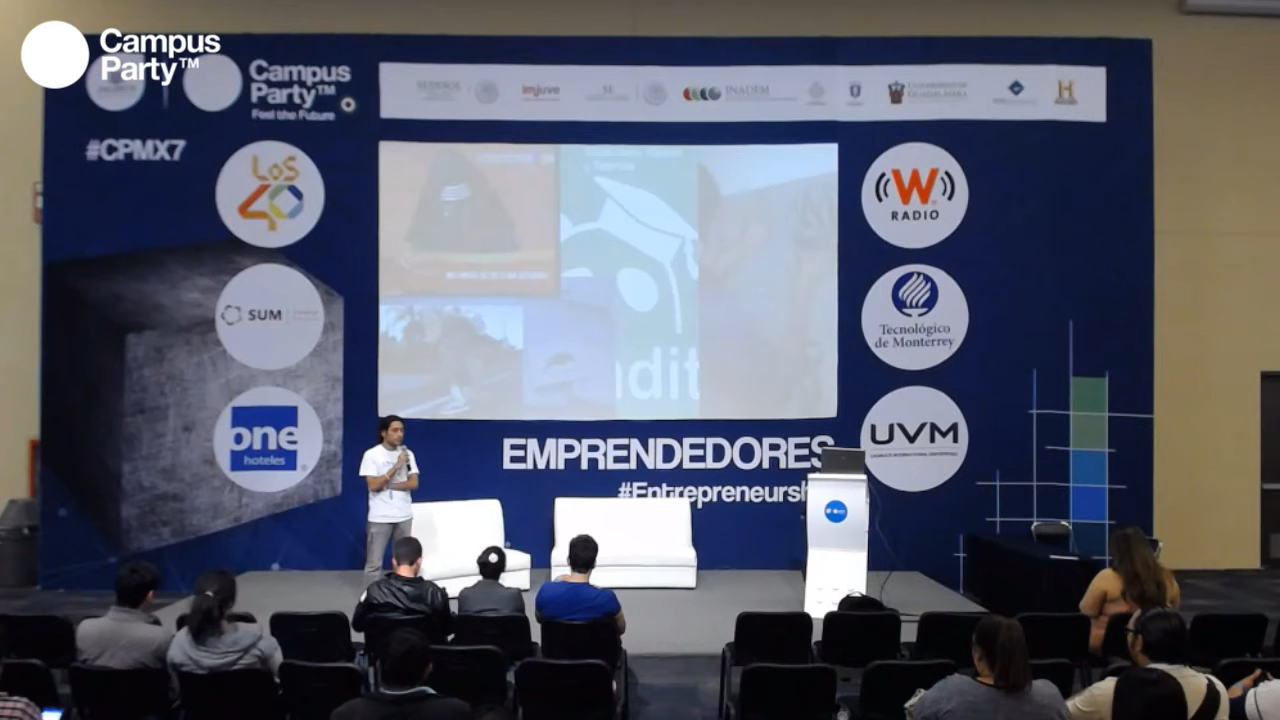 Campus
Party™
Campus
Party™
Feel the Future
imjuve
INADEM
#CPMX7
LOS
40
W
RADIO
SUM
Tecnológico
de Monterrey
one
hoteles
UVM
dit
EMPRENDEDORES
#Entrepreneursh